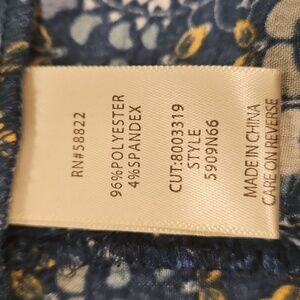 RN#58822
96%POLYESTER
4%SPANDEX
CUT:8003319
STYLE
5909N66
MADE IN CHINA
CARE ON REVERSE